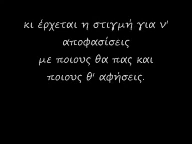 κι έρχεται η στιγμή για ν'
αποφασίσεις
με ποιους θα πας και
ποιους θ' αφήσεις.